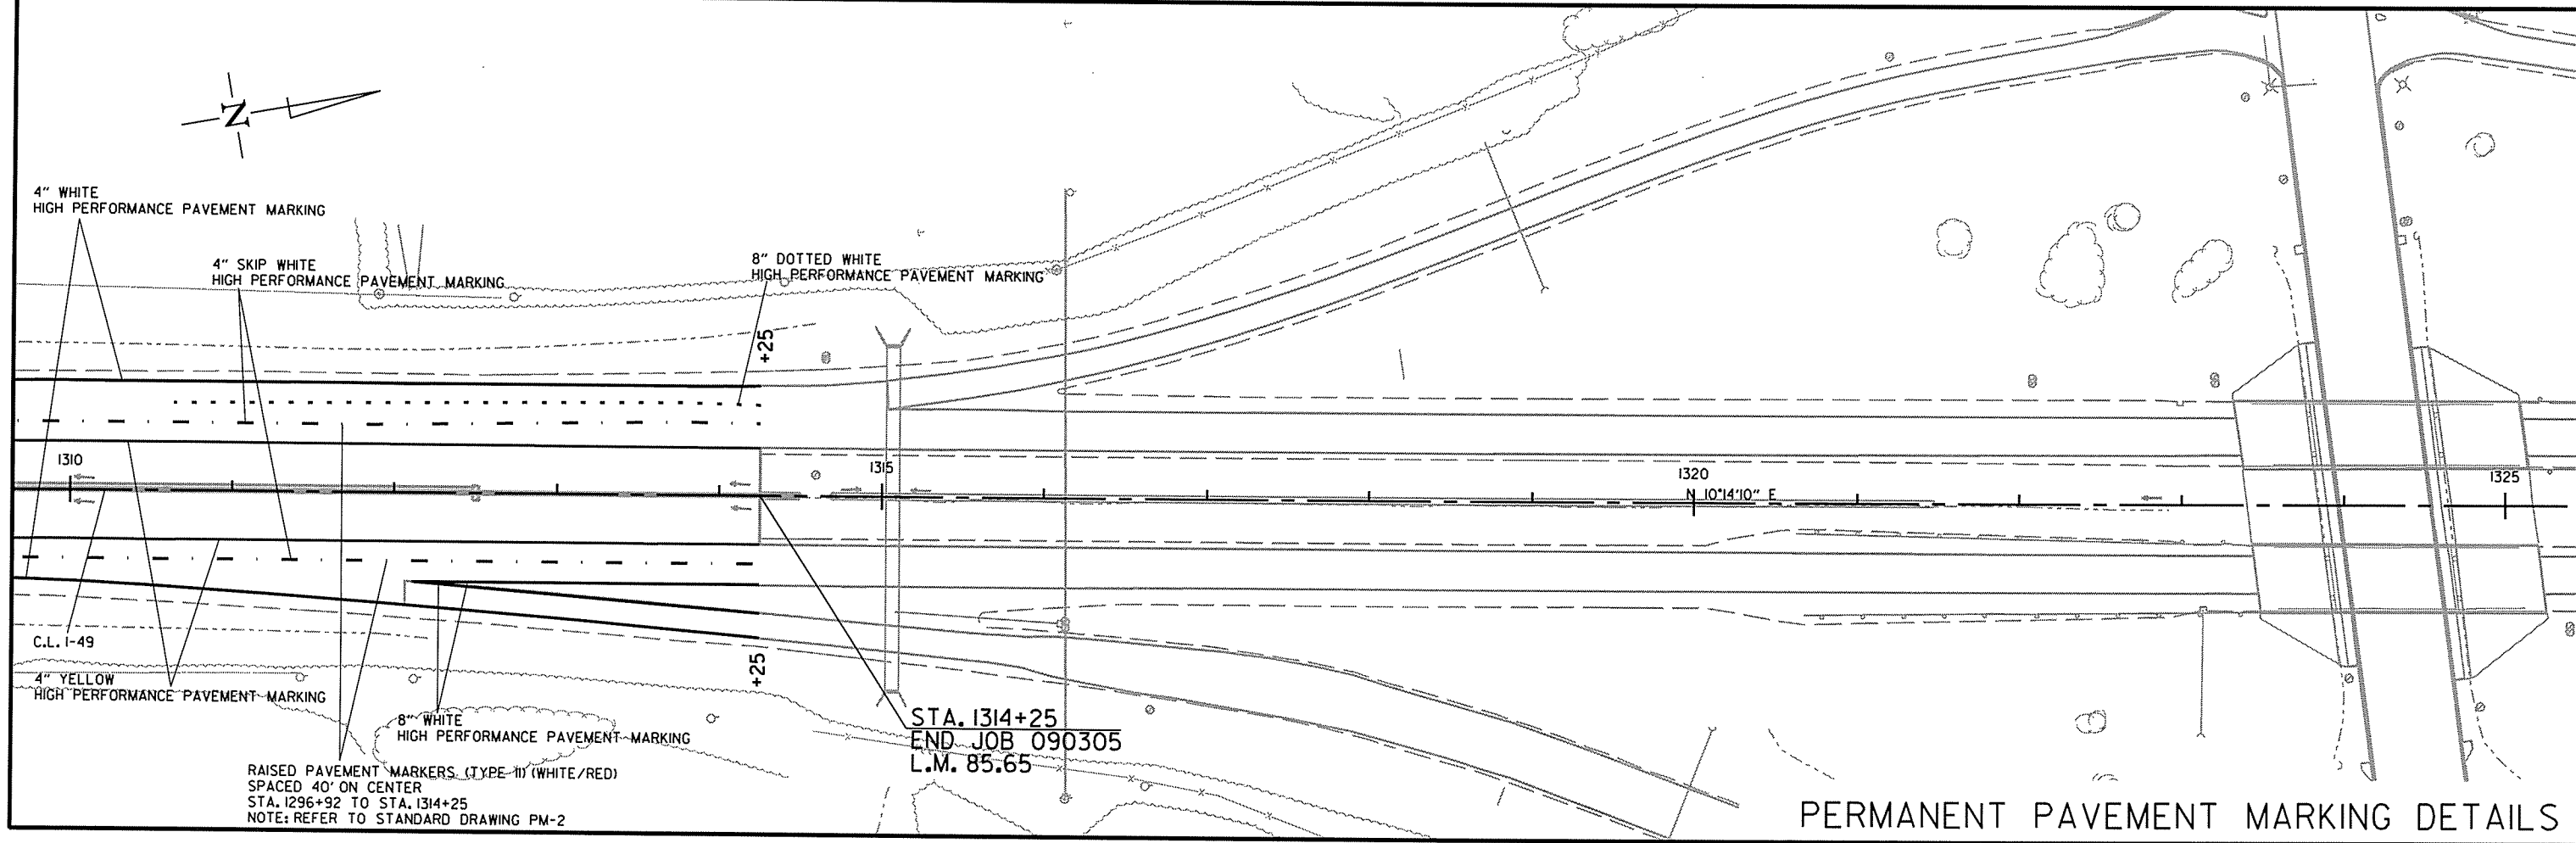 N
4" WHITE
HIGH PERFORMANCE PAVEMENT MARKING
4" SKIP WHITE
HIGH PERFORMANCE PAVEMENT MARKING
8" DOTTED WHITE
HIGH PERFORMANCE PAVEMENT MARKING
+25
1310
1315
1320
N 10°14'10" E
1325
C.L. I-49
4" YELLOW
HIGH PERFORMANCE PAVEMENT MARKING
+25
8" WHITE
HIGH PERFORMANCE PAVEMENT MARKING
STA. 1314+25
END JOB 090305
L.M. 85.65
RAISED PAVEMENT MARKERS (TYPE II) (WHITE/RED)
SPACED 40' ON CENTER
STA. 1296+92 TO STA. 1314+25
NOTE: REFER TO STANDARD DRAWING PM-2
PERMANENT PAVEMENT MARKING DETAILS